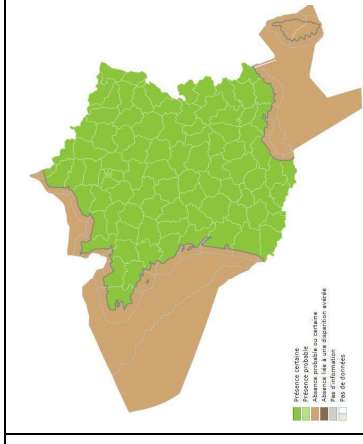 Présence certaine
Présence probable
Absence probable ou certaine
Absence liée à une disparition avérée
Pas d'information
Pas de données